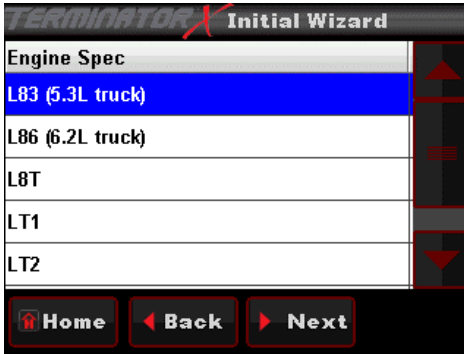 TERMINATOR X Initial Wizard
Engine Spec
L83 (5.3L truck)
L86 (6.2L truck)
L8T
LT1
LT2
Home Back Next